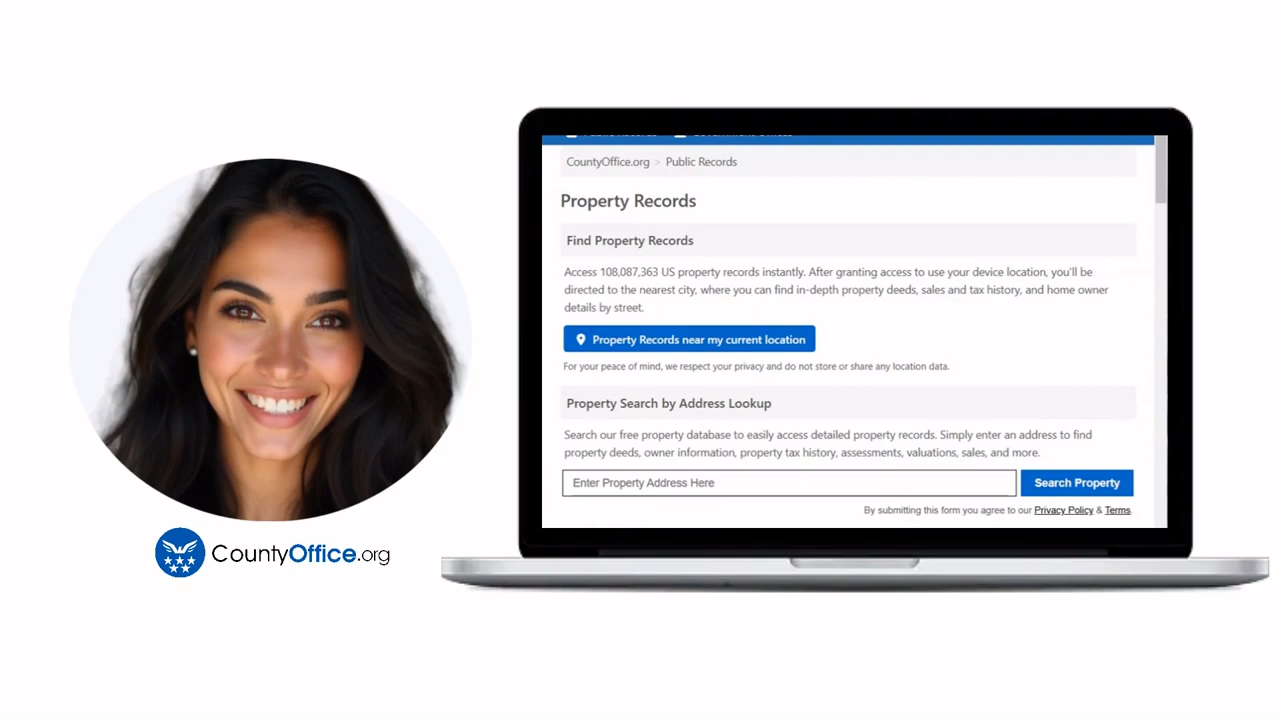 CountyOffice.org
CountyOffice.org > Public Records
Property Records
Find Property Records
Access 108,087,363 US property records instantly. After granting access to use your device location, you'll be
directed to the nearest city, where you can find in-depth property deeds, sales and tax history, and home owner
details by street.
Property Records near my current location
For your peace of mind, we respect your privacy and do not store or share any location data.
Property Search by Address Lookup
Search our free property database to easily access detailed property records. Simply enter an address to find
property deeds, owner information, property tax history, assessments, valuations, sales, and more.
Enter Property Address Here
Search Property
By submitting this form you agree to our Privacy Policy & Terms.